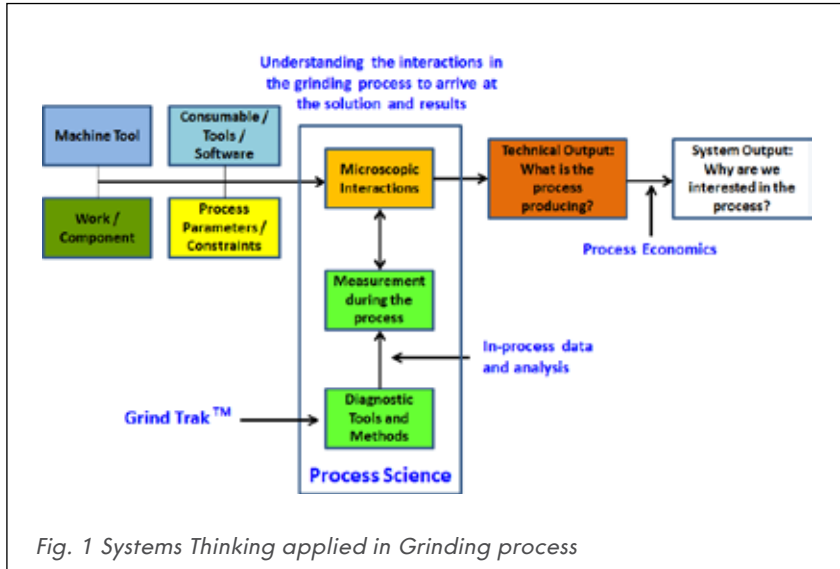 Understanding the interactions in
the grinding process to arrive at
the solution and results
Machine Tool
Consumable /
Tools /
Software
Work /
Component
Process
Parameters /
Constraints
Microscopic
Interactions
Technical Output:
What is the
process
producing?
System Output:
Why are we
interested in the
process?
Process Economics
Measurement
during the
process
In-process data
and analysis
Grind Trak™
Diagnostic
Tools and
Methods
Process Science
Fig. 1 Systems Thinking applied in Grinding process